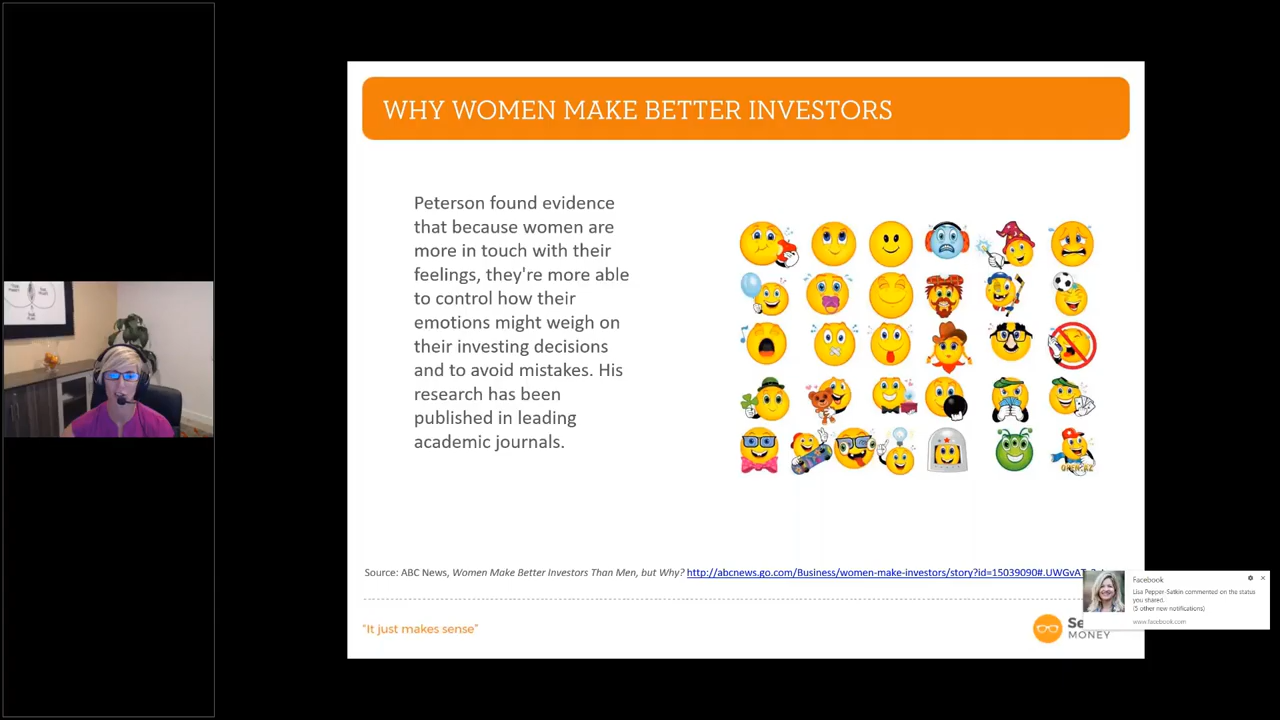 WHY WOMEN MAKE BETTER INVESTORS
Peterson found evidence
that because women are
more in touch with their
feelings, they're more able
to control how their
emotions might weigh on
their investing decisions
and to avoid mistakes. His
research has been
published in leading
academic journals.
Source: ABC News, Women Make Better Investors Than Men, but Why? http://abcnews.go.com/Business/women-make-investors/story?id=15039090#.UWGvAT
Facebook
Lisa Pepper-Satkin commented on the status
you shared.
(5 other new notifications)
www.facebook.com
"It just makes sense"
MONEY